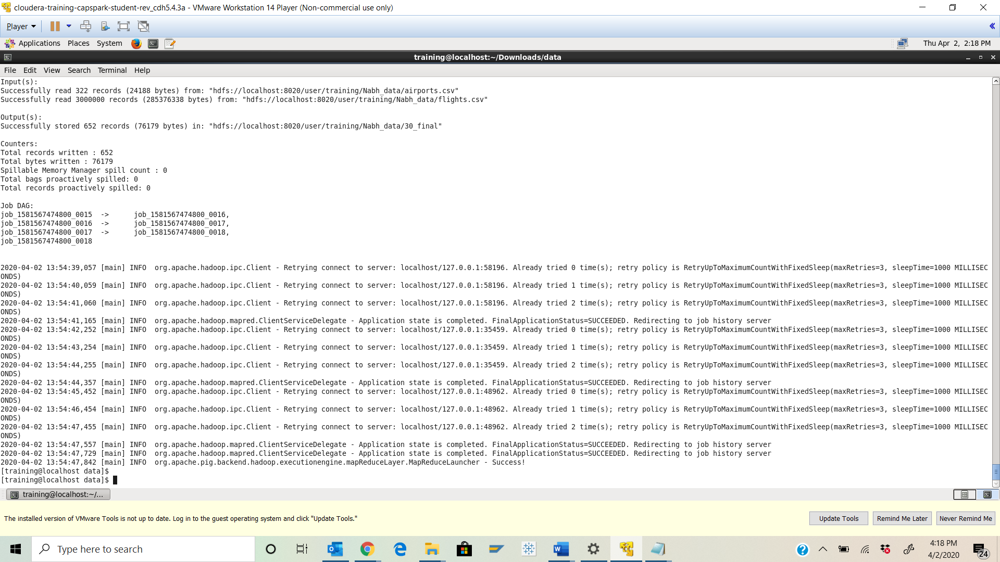 cloudera-training-capspark-student-rev_cdh5.4.3a - VMware Workstation 14 Player (Non-commercial use only)
Player
Applications Places System Thu Apr 2, 2:18 PM
training@localhost:~/Downloads/data
File Edit View Search Terminal Help
Input(s):
Successfully read 322 records (24188 bytes) from: "hdfs://localhost:8020/user/training/Nabh_data/airports.csv"
Successfully read 3000000 records (285376338 bytes) from: "hdfs://localhost:8020/user/training/Nabh_data/flights.csv"
Output(s):
Successfully stored 652 records (76179 bytes) in: "hdfs://localhost:8020/user/training/Nabh_data/30_final"
Counters:
Total records written : 652
Total bytes written : 76179
Spillable Memory Manager spill count : 0
Total bags proactively spilled: 0
Total records proactively spilled: 0
Job DAG:
job_1581567474800_0015 -> job_1581567474800_0016,
job_1581567474800_0016 -> job_1581567474800_0017,
job_1581567474800_0017 -> job_1581567474800_0018,
job_1581567474800_0018
2020-04-02 13:54:39,057 [main] INFO org.apache.hadoop.ipc.Client - Retrying connect to server: localhost/127.0.0.1:58196. Already tried 0 time(s); retry policy is RetryUpToMaximumCountWithFixedSleep(maxRetries=3, sleepTime=1000 MILLISEC
ONDS)
2020-04-02 13:54:40,059 [main] INFO org.apache.hadoop.ipc.Client - Retrying connect to server: localhost/127.0.0.1:58196. Already tried 1 time(s); retry policy is RetryUpToMaximumCountWithFixedSleep(maxRetries=3, sleepTime=1000 MILLISEC
ONDS)
2020-04-02 13:54:41,060 [main] INFO org.apache.hadoop.ipc.Client - Retrying connect to server: localhost/127.0.0.1:58196. Already tried 2 time(s); retry policy is RetryUpToMaximumCountWithFixedSleep(maxRetries=3, sleepTime=1000 MILLISEC
ONDS)
2020-04-02 13:54:41,165 [main] INFO org.apache.hadoop.mapred.ClientServiceDelegate - Application state is completed. FinalApplicationStatus=SUCCEEDED. Redirecting to job history server
2020-04-02 13:54:42,252 [main] INFO org.apache.hadoop.ipc.Client - Retrying connect to server: localhost/127.0.0.1:35459. Already tried 0 time(s); retry policy is RetryUpToMaximumCountWithFixedSleep(maxRetries=3, sleepTime=1000 MILLISEC
ONDS)
2020-04-02 13:54:43,254 [main] INFO org.apache.hadoop.ipc.Client - Retrying connect to server: localhost/127.0.0.1:35459. Already tried 1 time(s); retry policy is RetryUpToMaximumCountWithFixedSleep(maxRetries=3, sleepTime=1000 MILLISEC
ONDS)
2020-04-02 13:54:44,255 [main] INFO org.apache.hadoop.ipc.Client - Retrying connect to server: localhost/127.0.0.1:35459. Already tried 2 time(s); retry policy is RetryUpToMaximumCountWithFixedSleep(maxRetries=3, sleepTime=1000 MILLISEC
ONDS)
2020-04-02 13:54:44,357 [main] INFO org.apache.hadoop.mapred.ClientServiceDelegate - Application state is completed. FinalApplicationStatus=SUCCEEDED. Redirecting to job history server
2020-04-02 13:54:45,452 [main] INFO org.apache.hadoop.ipc.Client - Retrying connect to server: localhost/127.0.0.1:48962. Already tried 0 time(s); retry policy is RetryUpToMaximumCountWithFixedSleep(maxRetries=3, sleepTime=1000 MILLISEC
ONDS)
2020-04-02 13:54:46,454 [main] INFO org.apache.hadoop.ipc.Client - Retrying connect to server: localhost/127.0.0.1:48962. Already tried 1 time(s); retry policy is RetryUpToMaximumCountWithFixedSleep(maxRetries=3, sleepTime=1000 MILLISEC
ONDS)
2020-04-02 13:54:47,455 [main] INFO org.apache.hadoop.ipc.Client - Retrying connect to server: localhost/127.0.0.1:48962. Already tried 2 time(s); retry policy is RetryUpToMaximumCountWithFixedSleep(maxRetries=3, sleepTime=1000 MILLISEC
ONDS)
2020-04-02 13:54:47,557 [main] INFO org.apache.hadoop.mapred.ClientServiceDelegate - Application state is completed. FinalApplicationStatus=SUCCEEDED. Redirecting to job history server
2020-04-02 13:54:47,729 [main] INFO org.apache.hadoop.mapred.ClientServiceDelegate - Application state is completed. FinalApplicationStatus=SUCCEEDED. Redirecting to job history server
2020-04-02 13:54:47,842 [main] INFO org.apache.pig.backend.hadoop.executionengine.mapReduceLayer.MapReduceLauncher - Success!
[training@localhost data]$
[training@localhost data]$
training@localhost:~/...
The installed version of VMware Tools is not up to date. Log in to the guest operating system and click "Update Tools." Update Tools Remind Me Later Never Remind Me
Type here to search
4:18 PM
4/2/2020
24